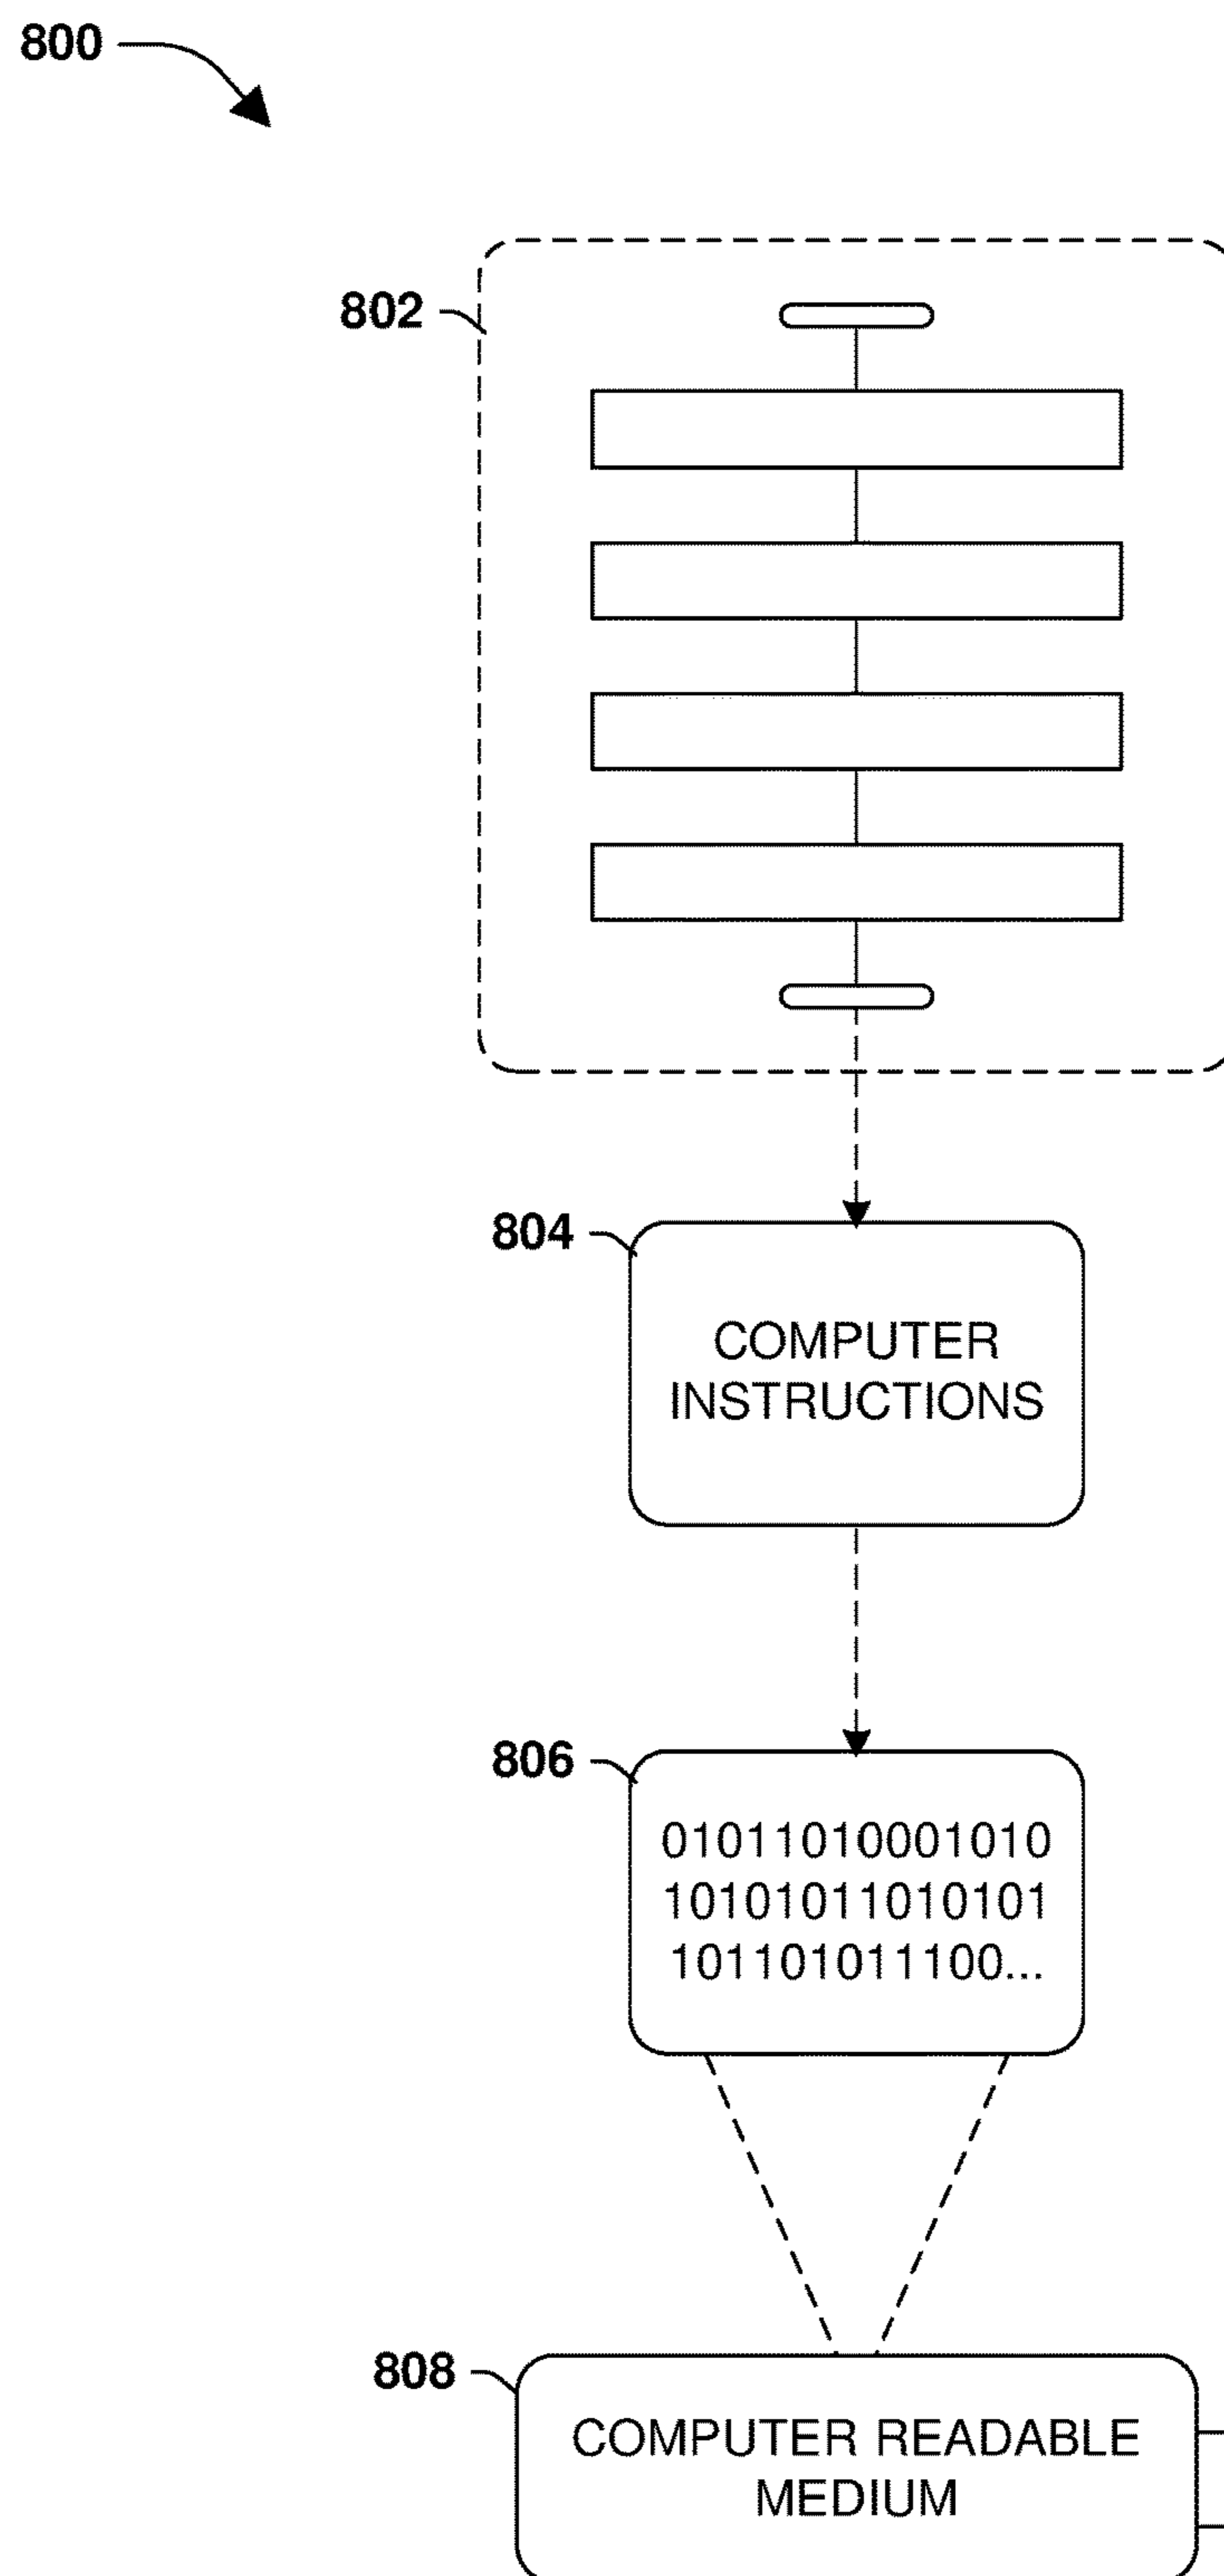 800
802
804
COMPUTER
INSTRUCTIONS
806
01011010001010
10101011010101
101101011100...
808
COMPUTER READABLE
MEDIUM